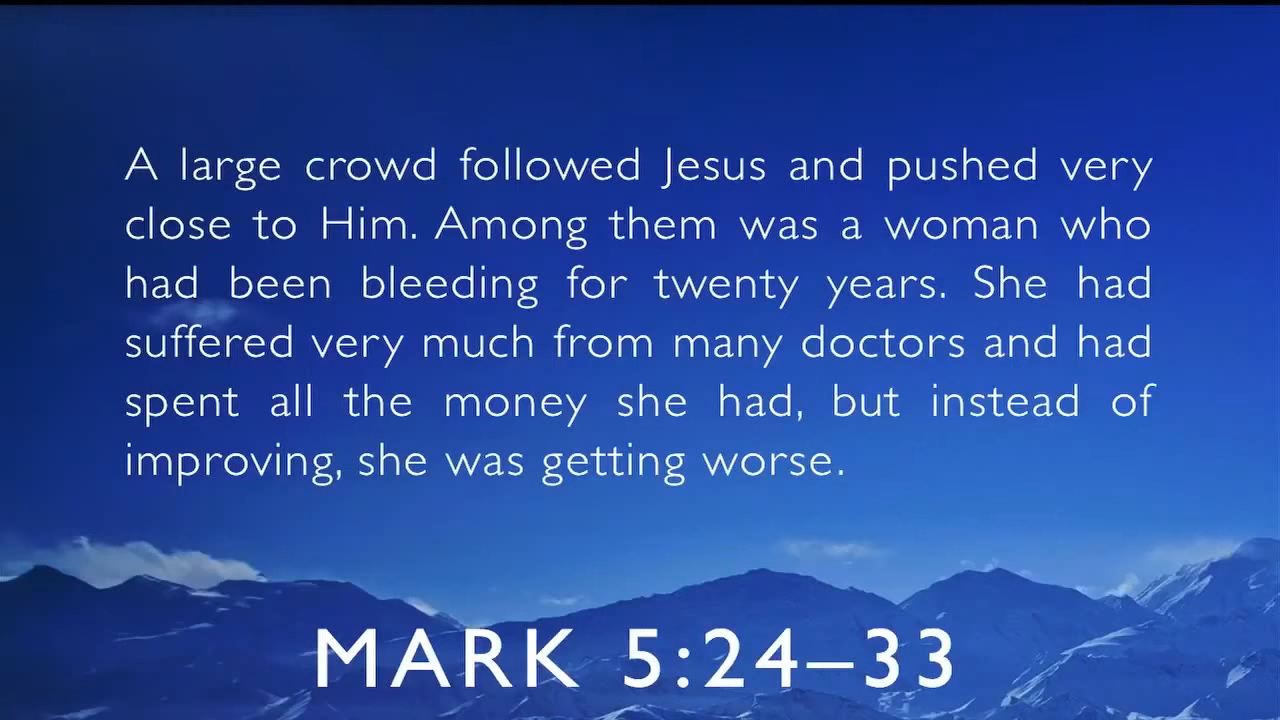 A large crowd followed Jesus and pushed very
close to Him. Among them was a woman who
had been bleeding for twenty years. She had
suffered very much from many doctors and had
spent all the money she had, but instead of
improving, she was getting worse.
MARK 5:24–33